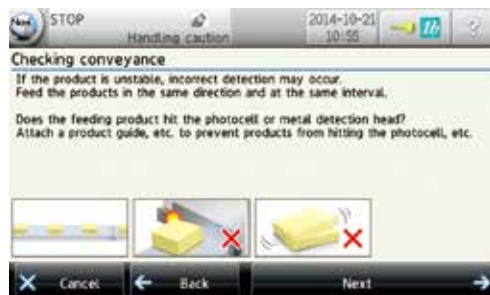 STOP
Handling caution
2014-10-21
10:55
Checking conveyance
If the product is unstable, incorrect detection may occur.
Feed the products in the same direction and at the same interval.
Does the feeding product hit the photocell or metal detection head?
Attach a product guide, etc. to prevent products from hitting the photocell, etc.
Cancel
Back
Next